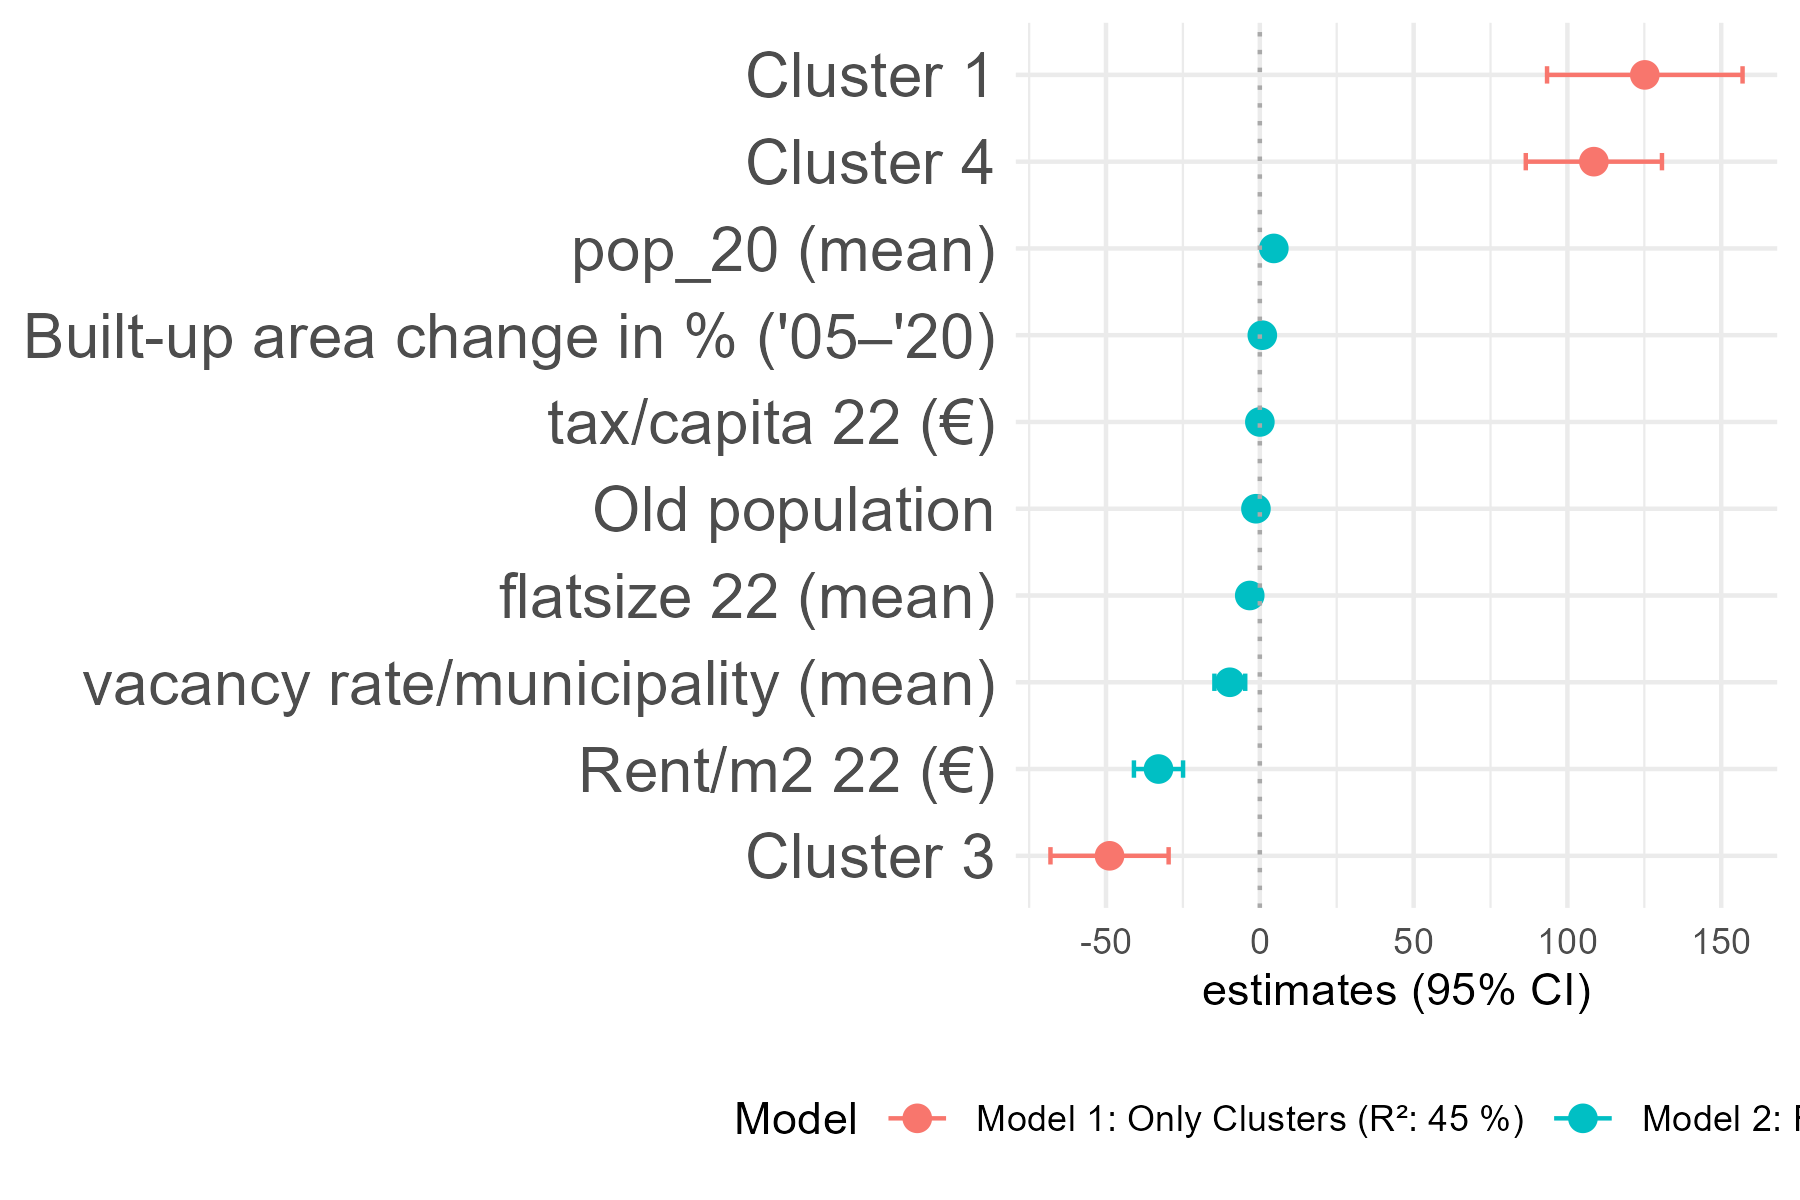 Cluster 1
Cluster 4
pop_20 (mean)
Built-up area change in % ('05–'20)
tax/capita 22 (€)
Old population
flatsize 22 (mean)
vacancy rate/municipality (mean)
Rent/m2 22 (€)
Cluster 3
-50 0 50 100 150
estimates (95% CI)
Model Model 1: Only Clusters (R²: 45 %) Model 2: